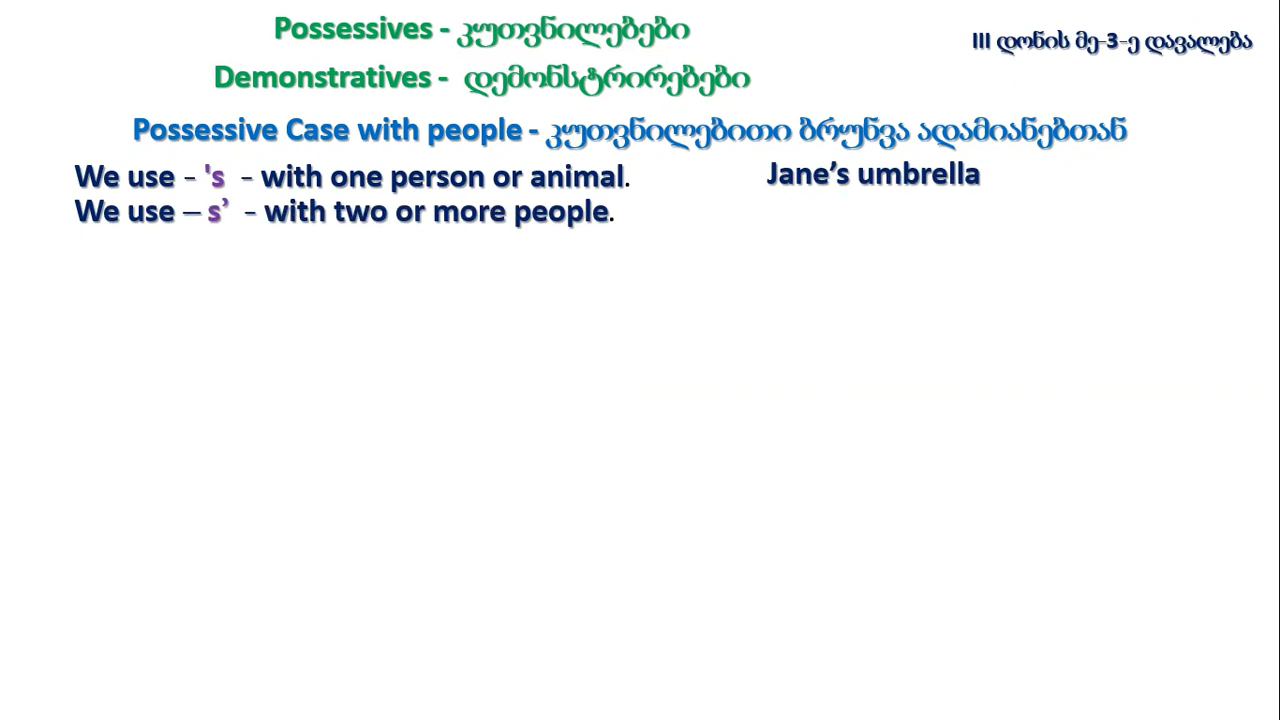 Possessives - კუთვნილებები
III დონის მე-3-ე დავალება
Demonstratives - დემონსტრირებები
Possessive Case with people - კუთვნილებითი ბრუნვა ადამიანებთან
We use - 's - with one person or animal.
Jane’s umbrella
We use – s’ - with two or more people.